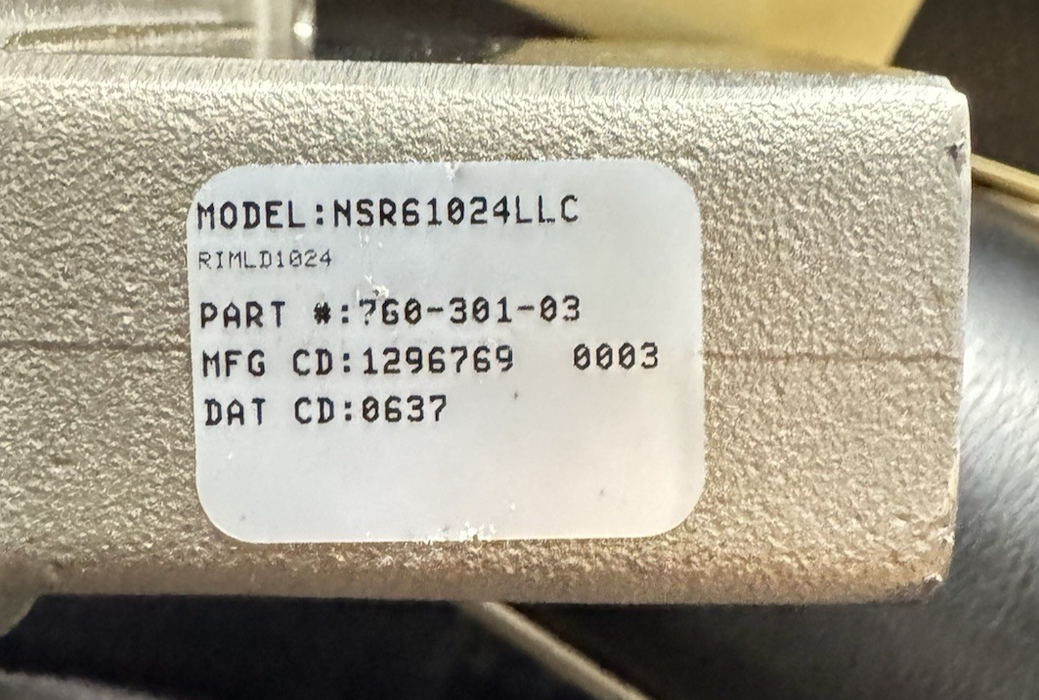 MODEL:NSR61024LLC
RIMLD1024
PART #:760-301-03
MFG CD:1296769 0003
DAT CD:0637